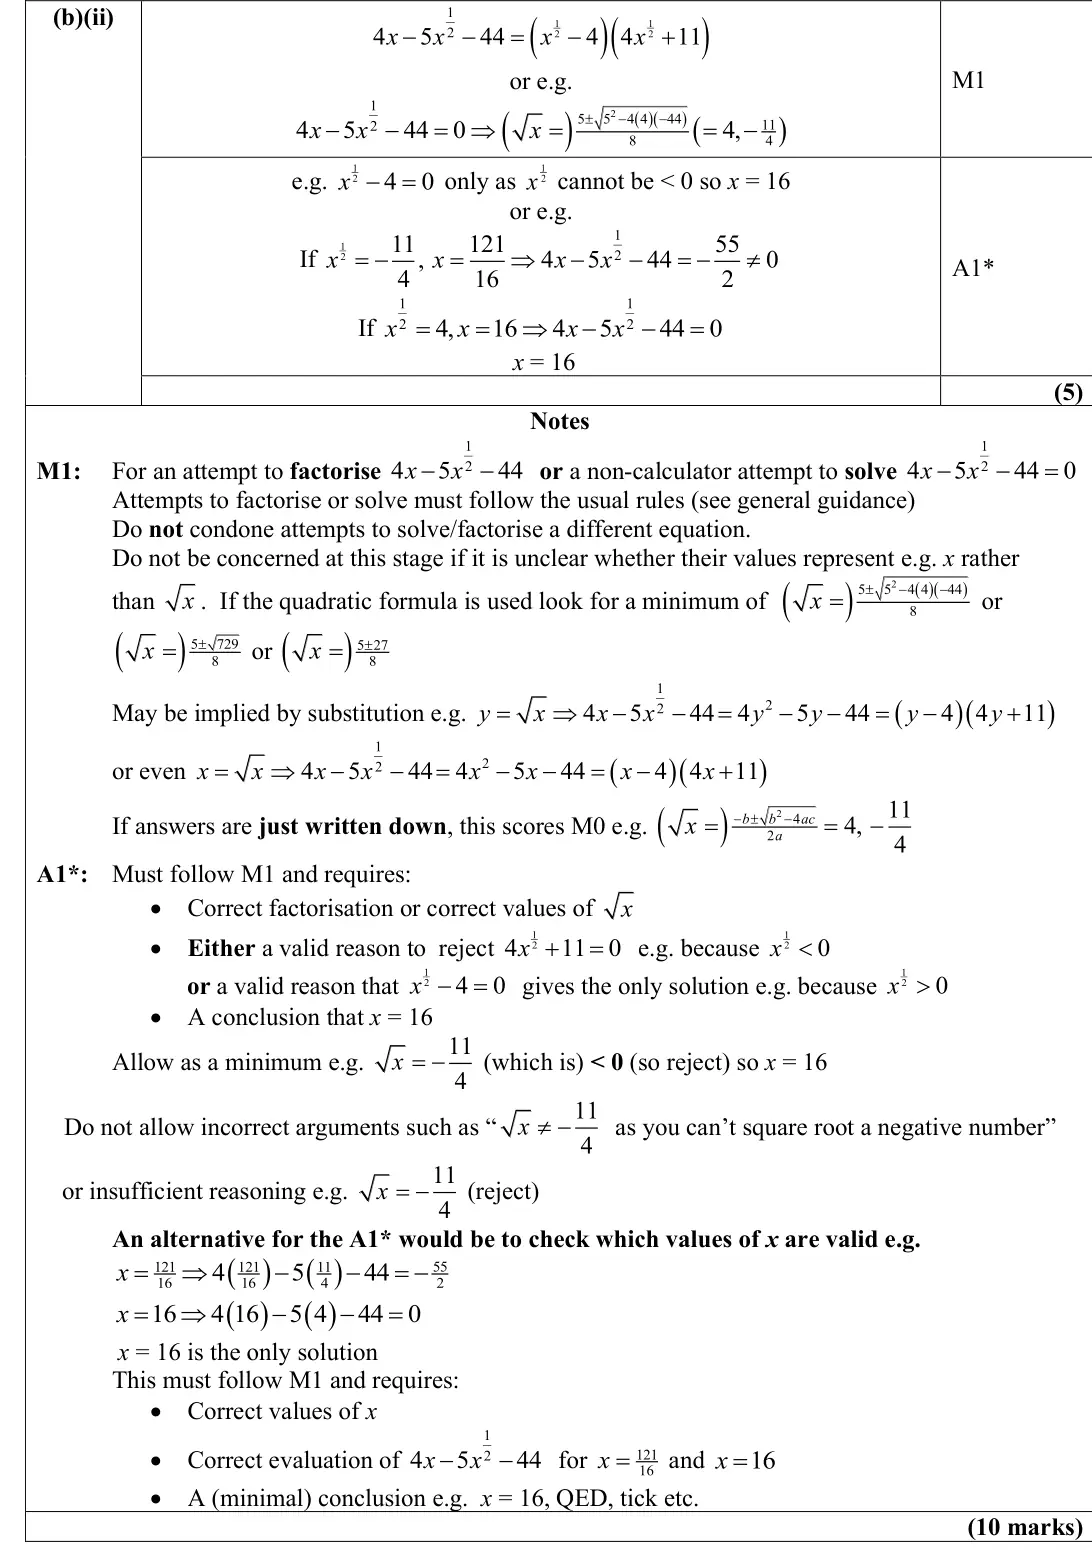 (b)(ii)
4x − 5x^{1/2} − 44 = (x^{1/2} − 4)(4x^{1/2} + 11)
or e.g.
M1
4x − 5x^{1/2} − 44 = 0 ⇒ (√x =) (5 ± √(5² − 4(4)(−44)))/8 (= 4, −11/4)
e.g. x^{1/2} − 4 = 0 only as x^{1/2} cannot be < 0 so x = 16
or e.g.
If x^{1/2} = −11/4, x = 121/16 ⇒ 4x − 5x^{1/2} − 44 = −55/2 ≠ 0
A1*
If x^{1/2} = 4, x = 16 ⇒ 4x − 5x^{1/2} − 44 = 0
x = 16
(5)
Notes
M1: For an attempt to factorise 4x − 5x^{1/2} − 44 or a non-calculator attempt to solve 4x − 5x^{1/2} − 44 = 0
Attempts to factorise or solve must follow the usual rules (see general guidance)
Do not condone attempts to solve/factorise a different equation.
Do not be concerned at this stage if it is unclear whether their values represent e.g. x rather
than √x . If the quadratic formula is used look for a minimum of (√x =) (5 ± √(5² − 4(4)(−44)))/8 or
(√x =) (5 ± √729)/8 or (√x =) (5 ± 27)/8
May be implied by substitution e.g. y = √x ⇒ 4x − 5x^{1/2} − 44 = 4y² − 5y − 44 = (y − 4)(4y + 11)
or even x = √x ⇒ 4x − 5x^{1/2} − 44 = 4x² − 5x − 44 = (x − 4)(4x + 11)
If answers are just written down, this scores M0 e.g. (√x =) (−b ± √(b² − 4ac))/2a = 4, −11/4
A1*: Must follow M1 and requires:
• Correct factorisation or correct values of √x
• Either a valid reason to reject 4x^{1/2} + 11 = 0 e.g. because x^{1/2} < 0
or a valid reason that x^{1/2} − 4 = 0 gives the only solution e.g. because x^{1/2} > 0
• A conclusion that x = 16
Allow as a minimum e.g. √x = −11/4 (which is) < 0 (so reject) so x = 16
Do not allow incorrect arguments such as “ √x ≠ −11/4 as you can’t square root a negative number”
or insufficient reasoning e.g. √x = −11/4 (reject)
An alternative for the A1* would be to check which values of x are valid e.g.
x = 121/16 ⇒ 4(121/16) − 5(11/4) − 44 = −55/2
x = 16 ⇒ 4(16) − 5(4) − 44 = 0
x = 16 is the only solution
This must follow M1 and requires:
• Correct values of x
• Correct evaluation of 4x − 5x^{1/2} − 44 for x = 121/16 and x = 16
• A (minimal) conclusion e.g. x = 16, QED, tick etc.
(10 marks)